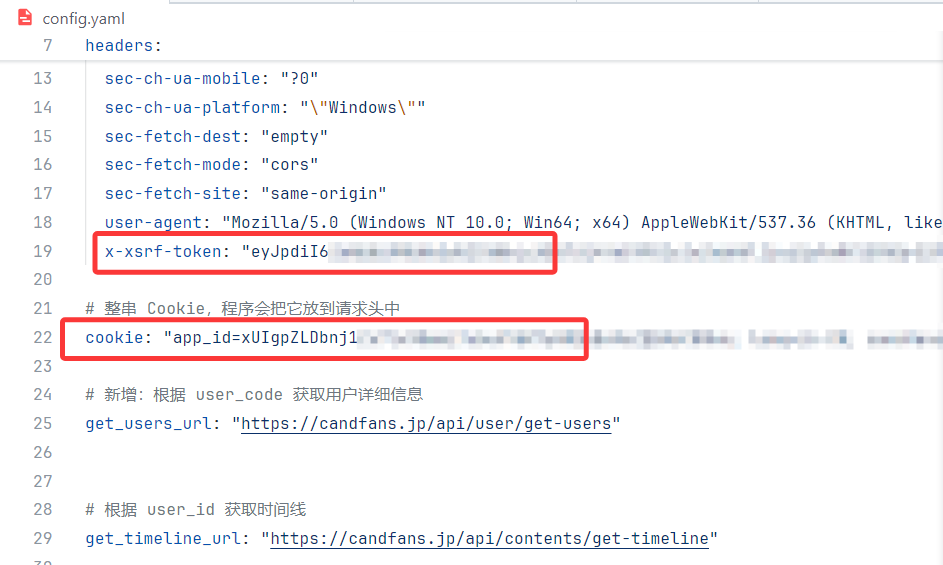 config.yaml
7 headers:
13 sec-ch-ua-mobile: "?0"
14 sec-ch-ua-platform: "\"Windows\""
15 sec-fetch-dest: "empty"
16 sec-fetch-mode: "cors"
17 sec-fetch-site: "same-origin"
18 user-agent: "Mozilla/5.0 (Windows NT 10.0; Win64; x64) AppleWebKit/537.36 (KHTML, like
19 x-xsrf-token: "eyJpdiI6
20
21 # 整串 Cookie，程序会把它放到请求头中
22 cookie: "app_id=xUIgpZLDbnj1
23
24 # 新增：根据 user_code 获取用户详细信息
25 get_users_url: "https://candfans.jp/api/user/get-users"
26
27
28 # 根据 user_id 获取时间线
29 get_timeline_url: "https://candfans.jp/api/contents/get-timeline"